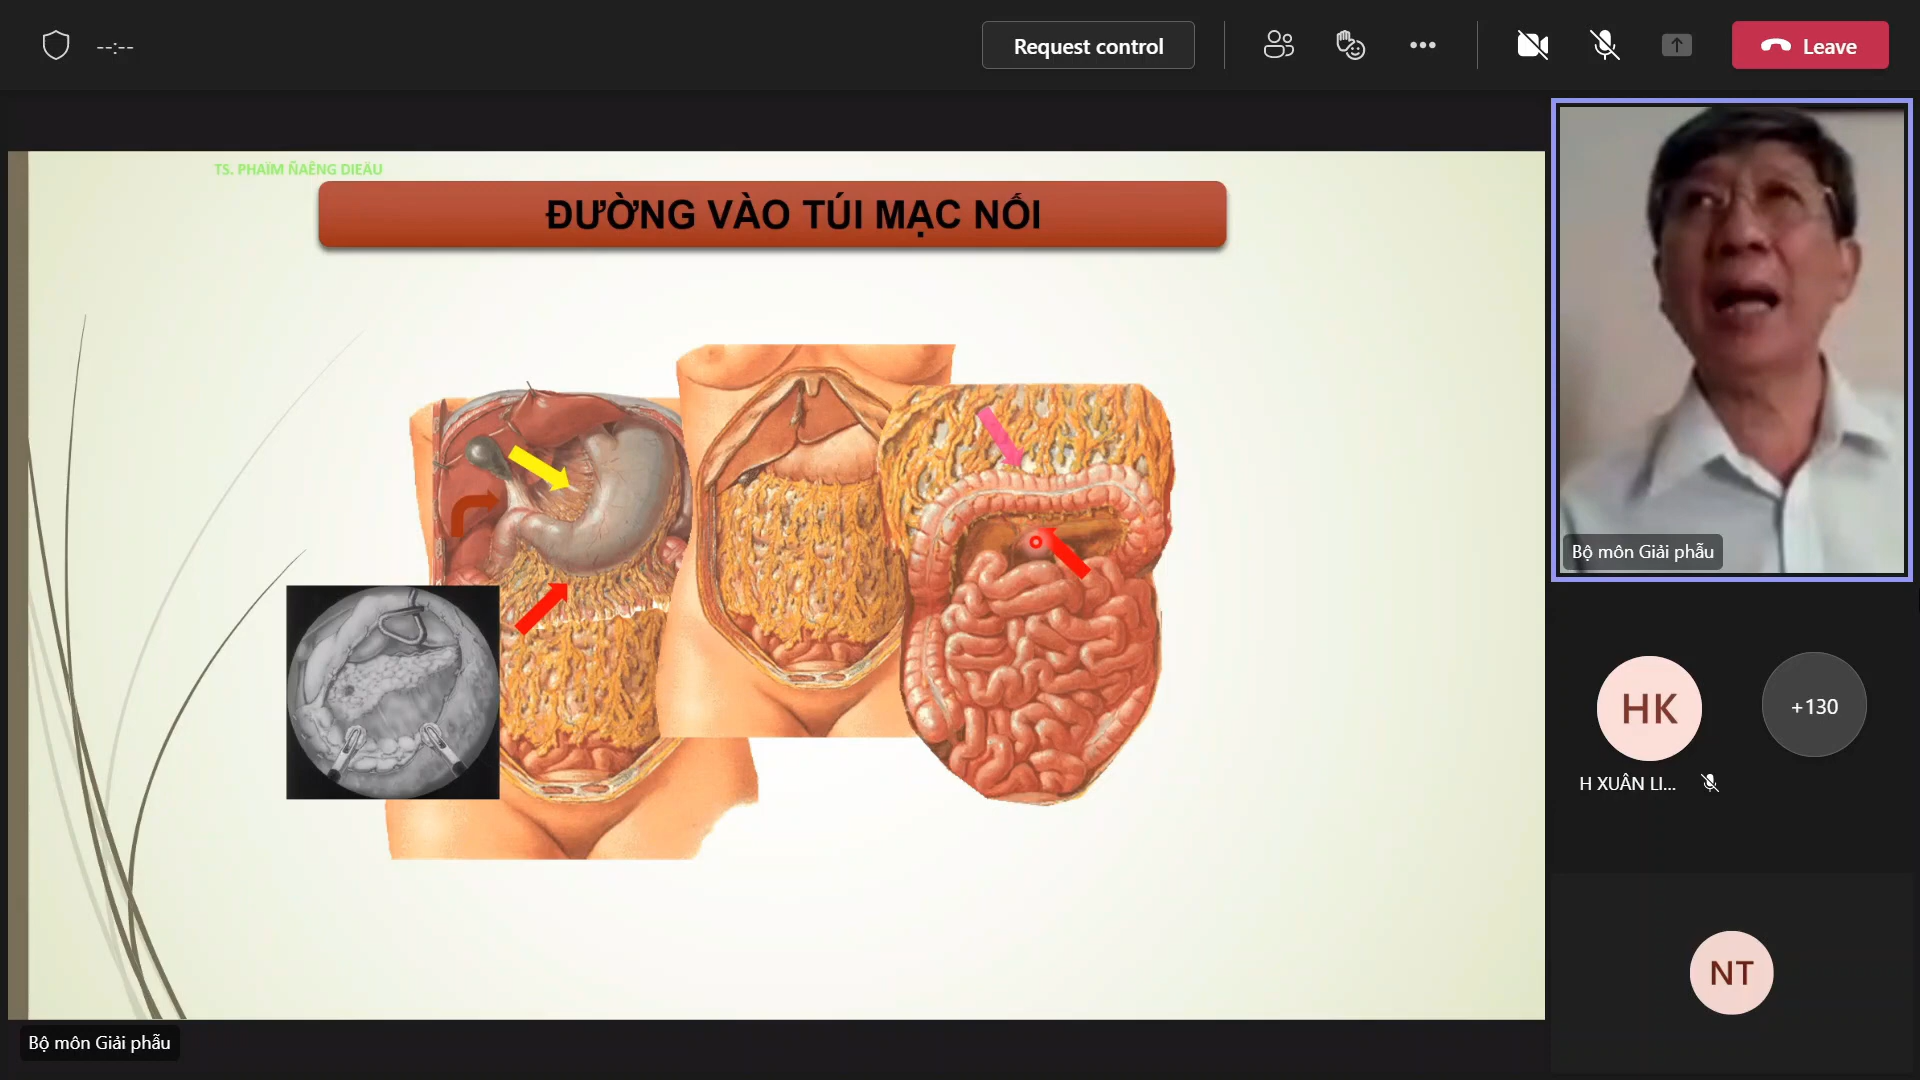 --:--
Request control
Leave
TS. PHAÏM ÑAÊNG DIEÄU
ĐƯỜNG VÀO TÚI MẠC NỐI
Bộ môn Giải phẫu
HK
+130
H XUÂN LI...
NT
Bộ môn Giải phẫu